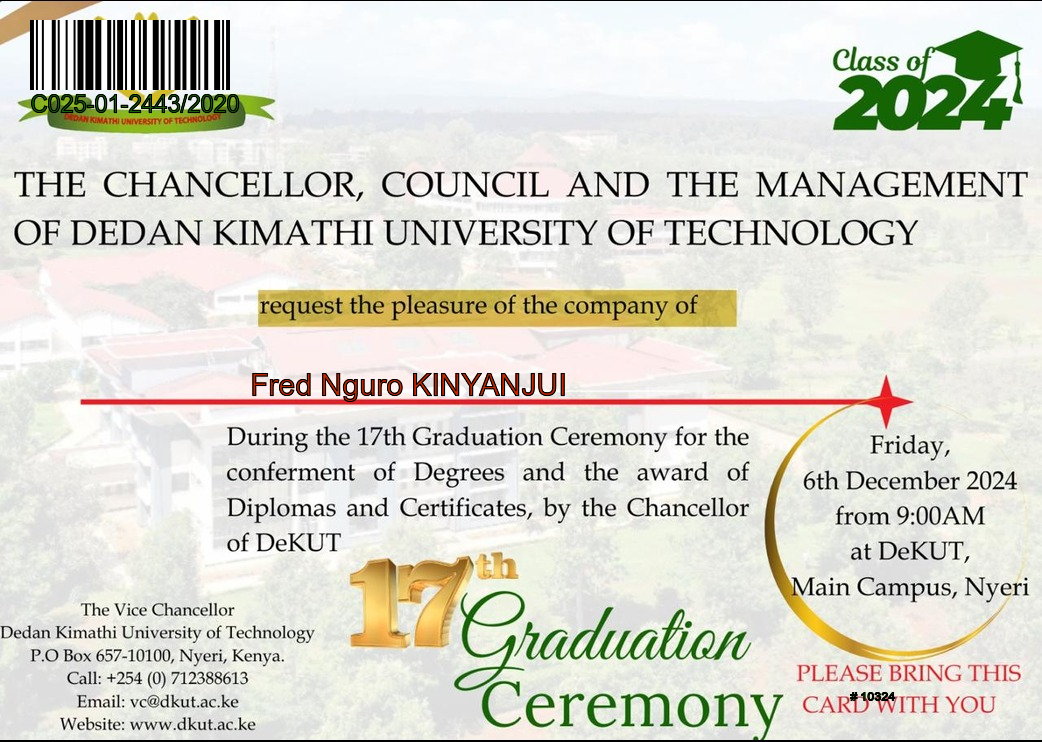 C025-01-2443/2020
DEDAN KIMATHI UNIVERSITY OF TECHNOLOGY
Class of
2024
THE CHANCELLOR, COUNCIL AND THE MANAGEMENT
OF DEDAN KIMATHI UNIVERSITY OF TECHNOLOGY
request the pleasure of the company of
Fred Nguro KINYANJUI
During the 17th Graduation Ceremony for the
conferment of Degrees and the award of
Diplomas and Certificates, by the Chancellor
of DeKUT
Friday,
6th December 2024
from 9:00AM
at DeKUT,
Main Campus, Nyeri
17th
Graduation
Ceremony
The Vice Chancellor
Dedan Kimathi University of Technology
P.O Box 657-10100, Nyeri, Kenya.
Call: +254 (0) 712388613
Email: vc@dkut.ac.ke
Website: www.dkut.ac.ke
PLEASE BRING THIS
CARD WITH YOU
# 10324